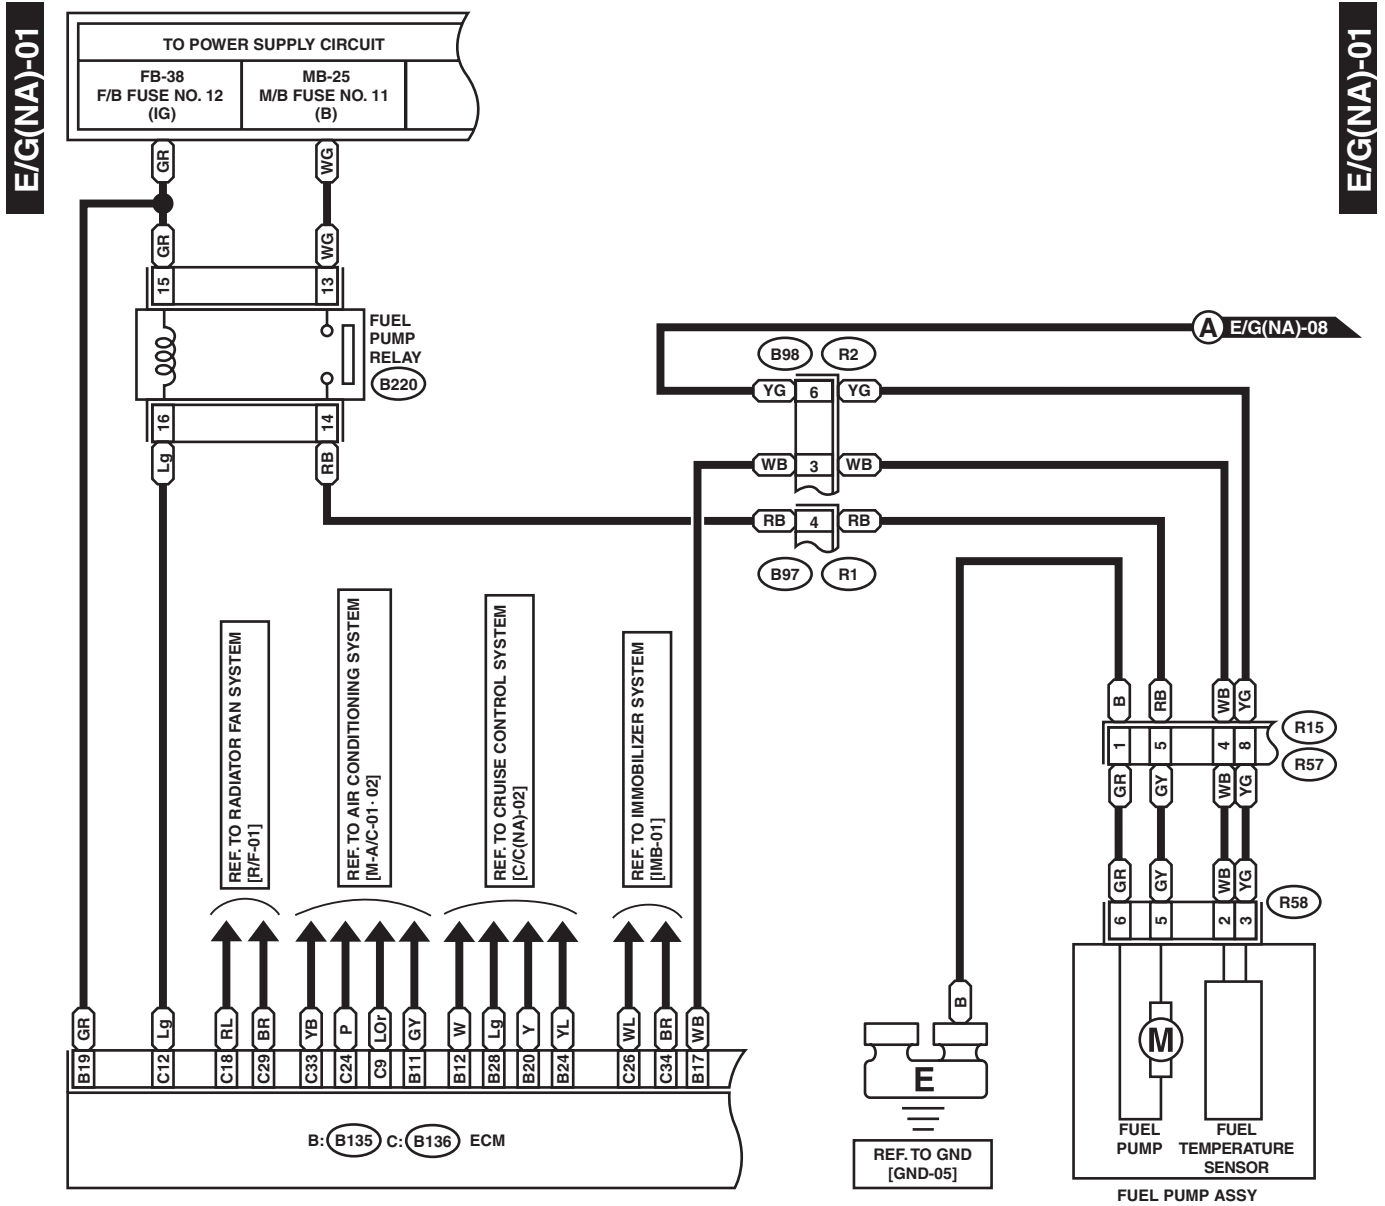 E/G(NA)-01
E/G(NA)-01
TO POWER SUPPLY CIRCUIT
FB-38
F/B FUSE NO. 12
(IG)
MB-25
M/B FUSE NO. 11
(B)
GR
WG
GR
WG
15
13
FUEL
PUMP
RELAY
B220
16
14
Lg
RB
A E/G(NA)-08
B98 R2
YG 6 YG
WB 3 WB
RB 4 RB
B97 R1
REF. TO RADIATOR FAN SYSTEM
[R/F-01]
REF. TO AIR CONDITIONING SYSTEM
[M-A/C-01 · 02]
REF. TO CRUISE CONTROL SYSTEM
[C/C(NA)-02]
REF. TO IMMOBILIZER SYSTEM
[IMB-01]
B RB WB YG
R15
1 5 4 8
R57
GR GY WB YG
GR GY WB YG
R58
6 5 2 3
GR Lg RL BR YB P LOr GY W Lg Y YL WL BR WB
B19 C12 C18 C29 C33 C24 C9 B11 B12 B28 B20 B24 C26 C34 B17
B
E
M
B: B135 C: B136 ECM
REF. TO GND
[GND-05]
FUEL
PUMP
FUEL
TEMPERATURE
SENSOR
FUEL PUMP ASSY